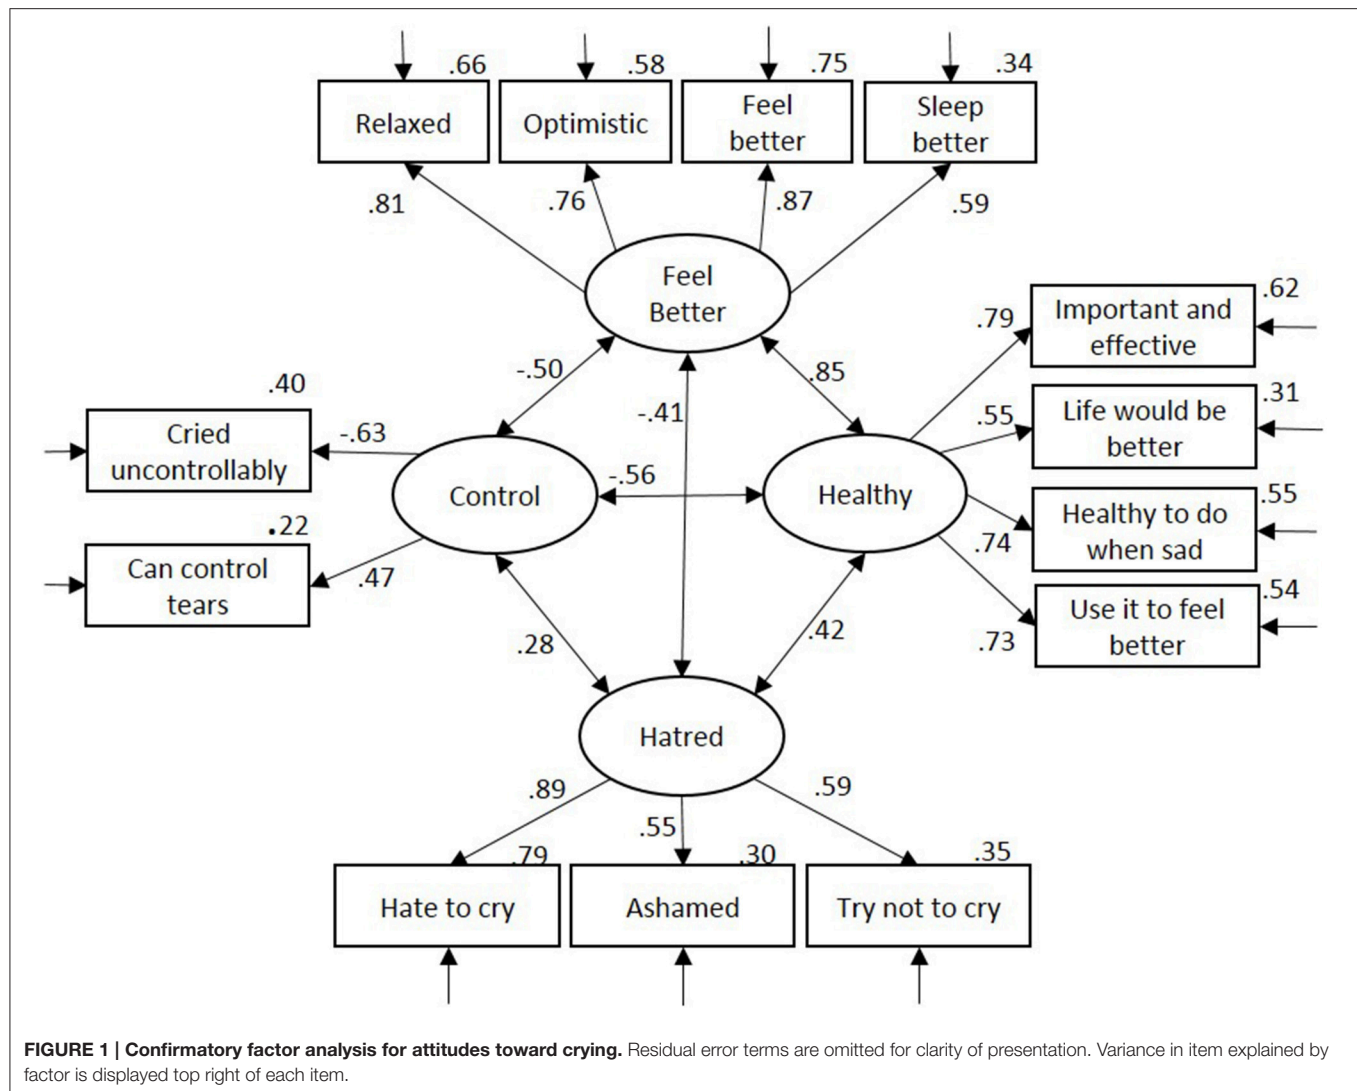 .66
.58
.75
.34
Relaxed
Optimistic
Feel
better
Sleep
better
.81
.76
.87
.59
Feel
Better
-.50
-.41
.85
.79
.62
Important and
effective
.55
.31
Life would be
better
.74
.55
Healthy to do
when sad
.73
.54
Use it to feel
better
.40
-.63
Cried
uncontrollably
.22
.47
Can control
tears
Control
-.56
Healthy
.28
.42
Hatred
.89
.55
.59
.79
.30
.35
Hate to cry
Ashamed
Try not to cry
FIGURE 1 | Confirmatory factor analysis for attitudes toward crying. Residual error terms are omitted for clarity of presentation. Variance in item explained by
factor is displayed top right of each item.